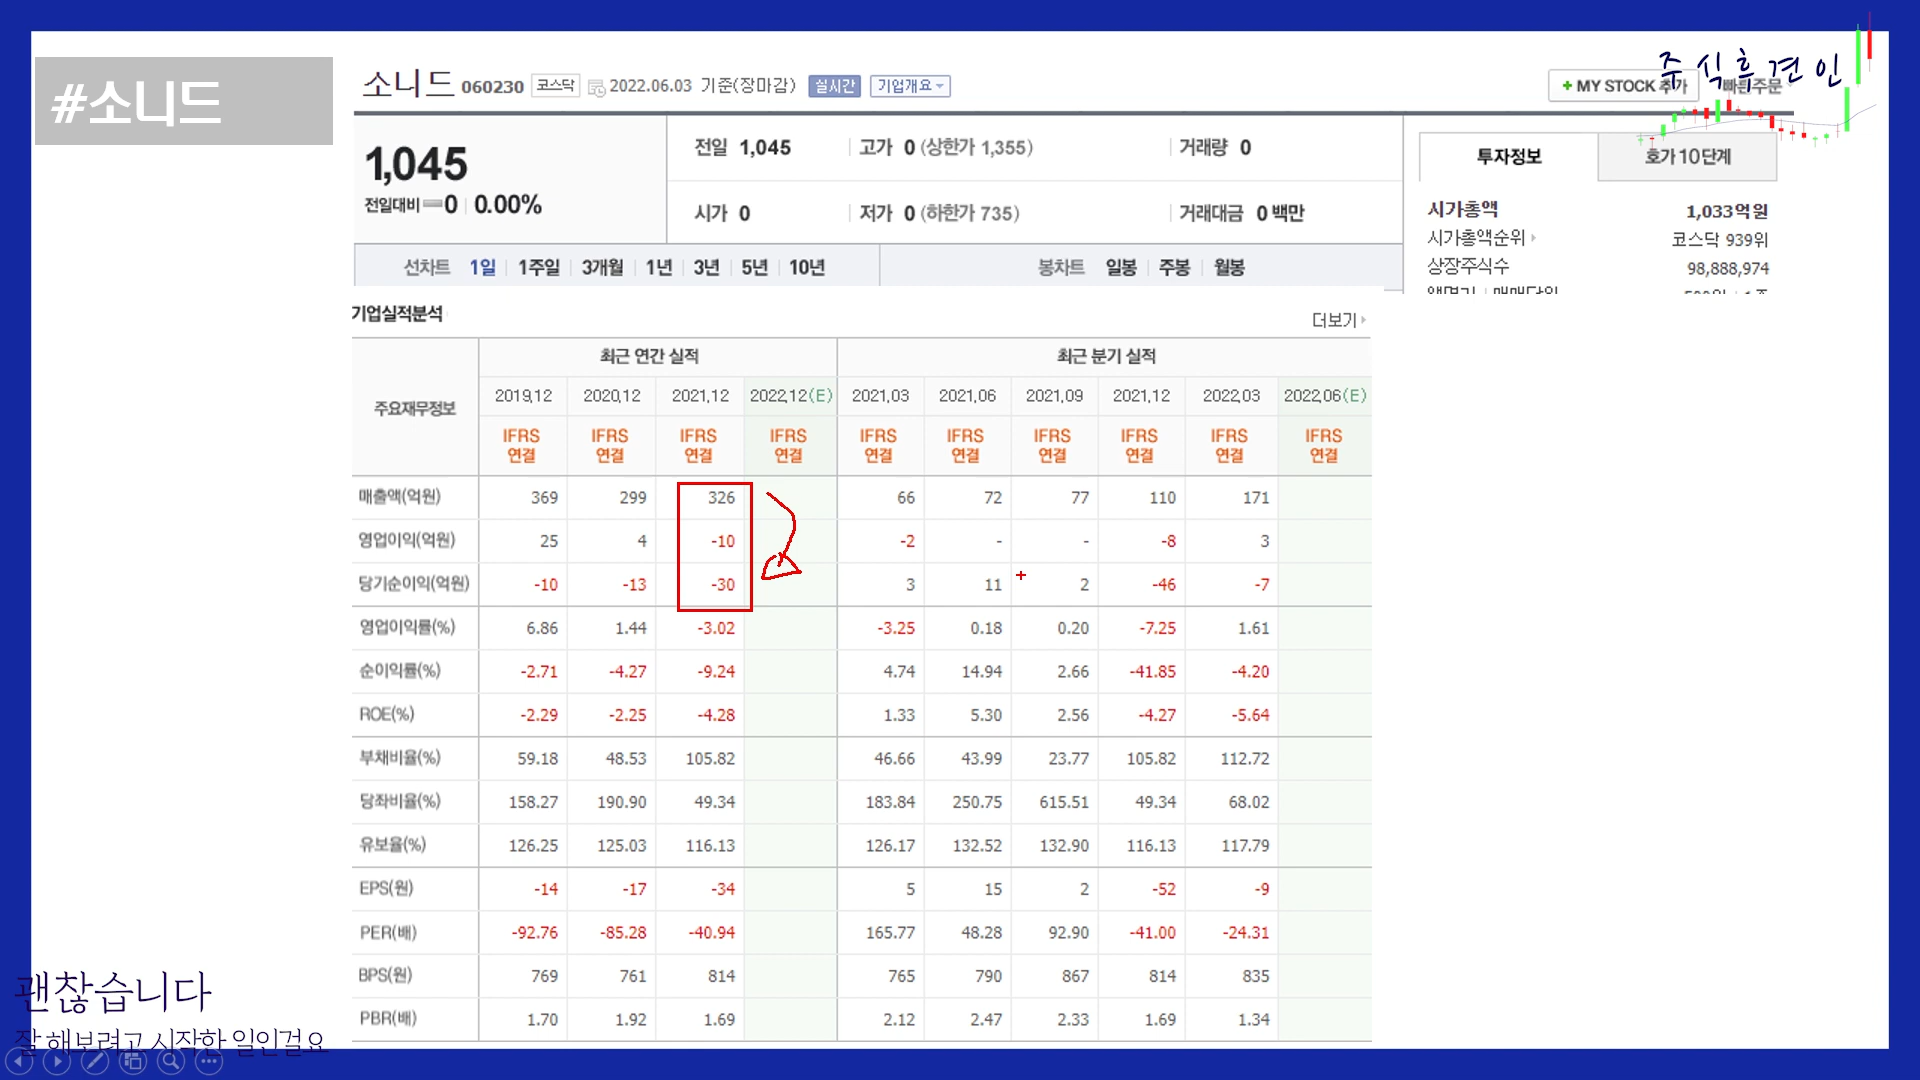 #소니드
소니드 060230 코스닥 2022.06.03 기준(장마감) 실시간 기업개요
+ MY STOCK 추가 빠른주문
주식후견인
1,045
전일대비 0 0.00%
전일 1,045 고가 0 (상한가 1,355) 거래량 0
시가 0 저가 0 (하한가 735) 거래대금 0 백만
투자정보 호가 10단계
시가총액 1,033억원
시가총액순위 코스닥 939위
상장주식수 98,888,974
선차트 1일 1주일 3개월 1년 3년 5년 10년 봉차트 일봉 주봉 월봉
기업실적분석 더보기
주요재무정보 최근 연간 실적 최근 분기 실적
2019.12 2020.12 2021.12 2022.12(E) 2021.03 2021.06 2021.09 2021.12 2022.03 2022.06(E)
IFRS IFRS IFRS IFRS IFRS IFRS IFRS IFRS IFRS IFRS
연결 연결 연결 연결 연결 연결 연결 연결 연결 연결
매출액(억원) 369 299 326 66 72 77 110 171
영업이익(억원) 25 4 -10 -2 - - -8 3
당기순이익(억원) -10 -13 -30 3 11 2 -46 -7
영업이익률(%) 6.86 1.44 -3.02 -3.25 0.18 0.20 -7.25 1.61
순이익률(%) -2.71 -4.27 -9.24 4.74 14.94 2.66 -41.85 -4.20
ROE(%) -2.29 -2.25 -4.28 1.33 5.30 2.56 -4.27 -5.64
부채비율(%) 59.18 48.53 105.82 46.66 43.99 23.77 105.82 112.72
당좌비율(%) 158.27 190.90 49.34 183.84 250.75 615.51 49.34 68.02
유보율(%) 126.25 125.03 116.13 126.17 132.52 132.90 116.13 117.79
EPS(원) -14 -17 -34 5 15 2 -52 -9
PER(배) -92.76 -85.28 -40.94 165.77 48.28 92.90 -41.00 -24.31
BPS(원) 769 761 814 765 790 867 814 835
PBR(배) 1.70 1.92 1.69 2.12 2.47 2.33 1.69 1.34
괜찮습니다
잘 해보려고 시작한 일인걸요